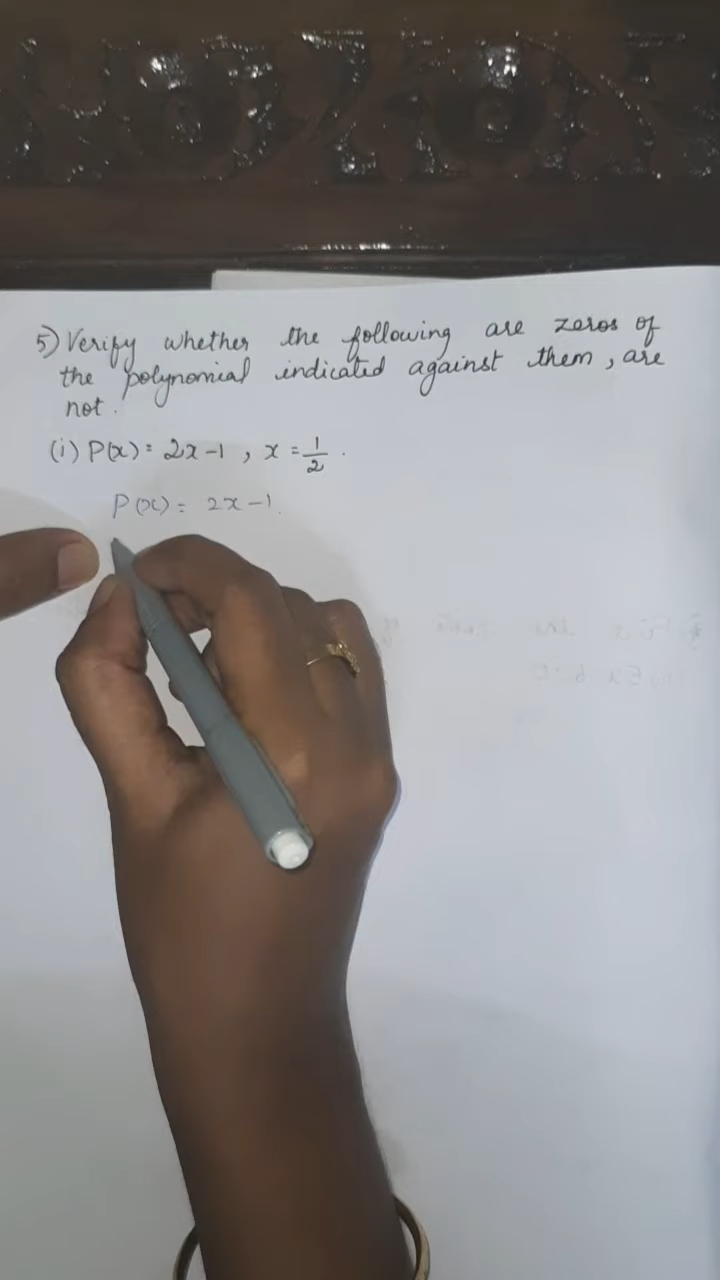 5) Verify whether the following are zeros of
the polynomial indicated against them, are
not.
(i) P(x) = 2x-1, x = 1/2.
P(x) = 2x-1.